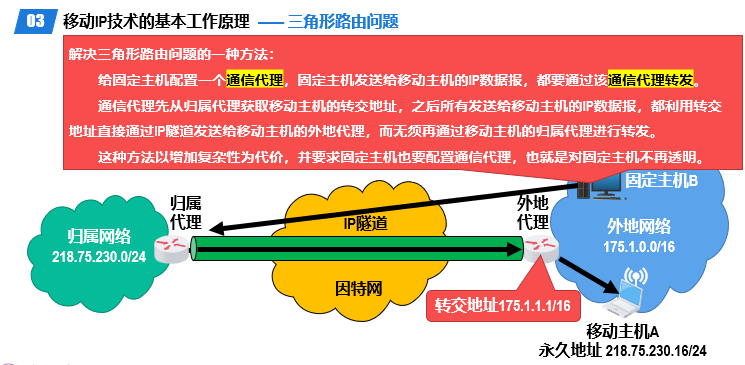 03 移动IP技术的基本工作原理 —— 三角形路由问题
解决三角形路由问题的一种方法：
给固定主机配置一个通信代理，固定主机发送给移动主机的IP数据报，都要通过该通信代理转发。
通信代理先从归属代理获取移动主机的转交地址，之后所有发送给移动主机的IP数据报，都利用转交
地址直接通过IP隧道发送给移动主机的外地代理，而无须再通过移动主机的归属代理进行转发。
这种方法以增加复杂性为代价，并要求固定主机也要配置通信代理，也就是对固定主机不再透明。
固定主机B
归属
代理
IP隧道
外地
代理
归属网络
218.75.230.0/24
外地网络
175.1.0.0/16
因特网
转交地址175.1.1.1/16
移动主机A
永久地址 218.75.230.16/24